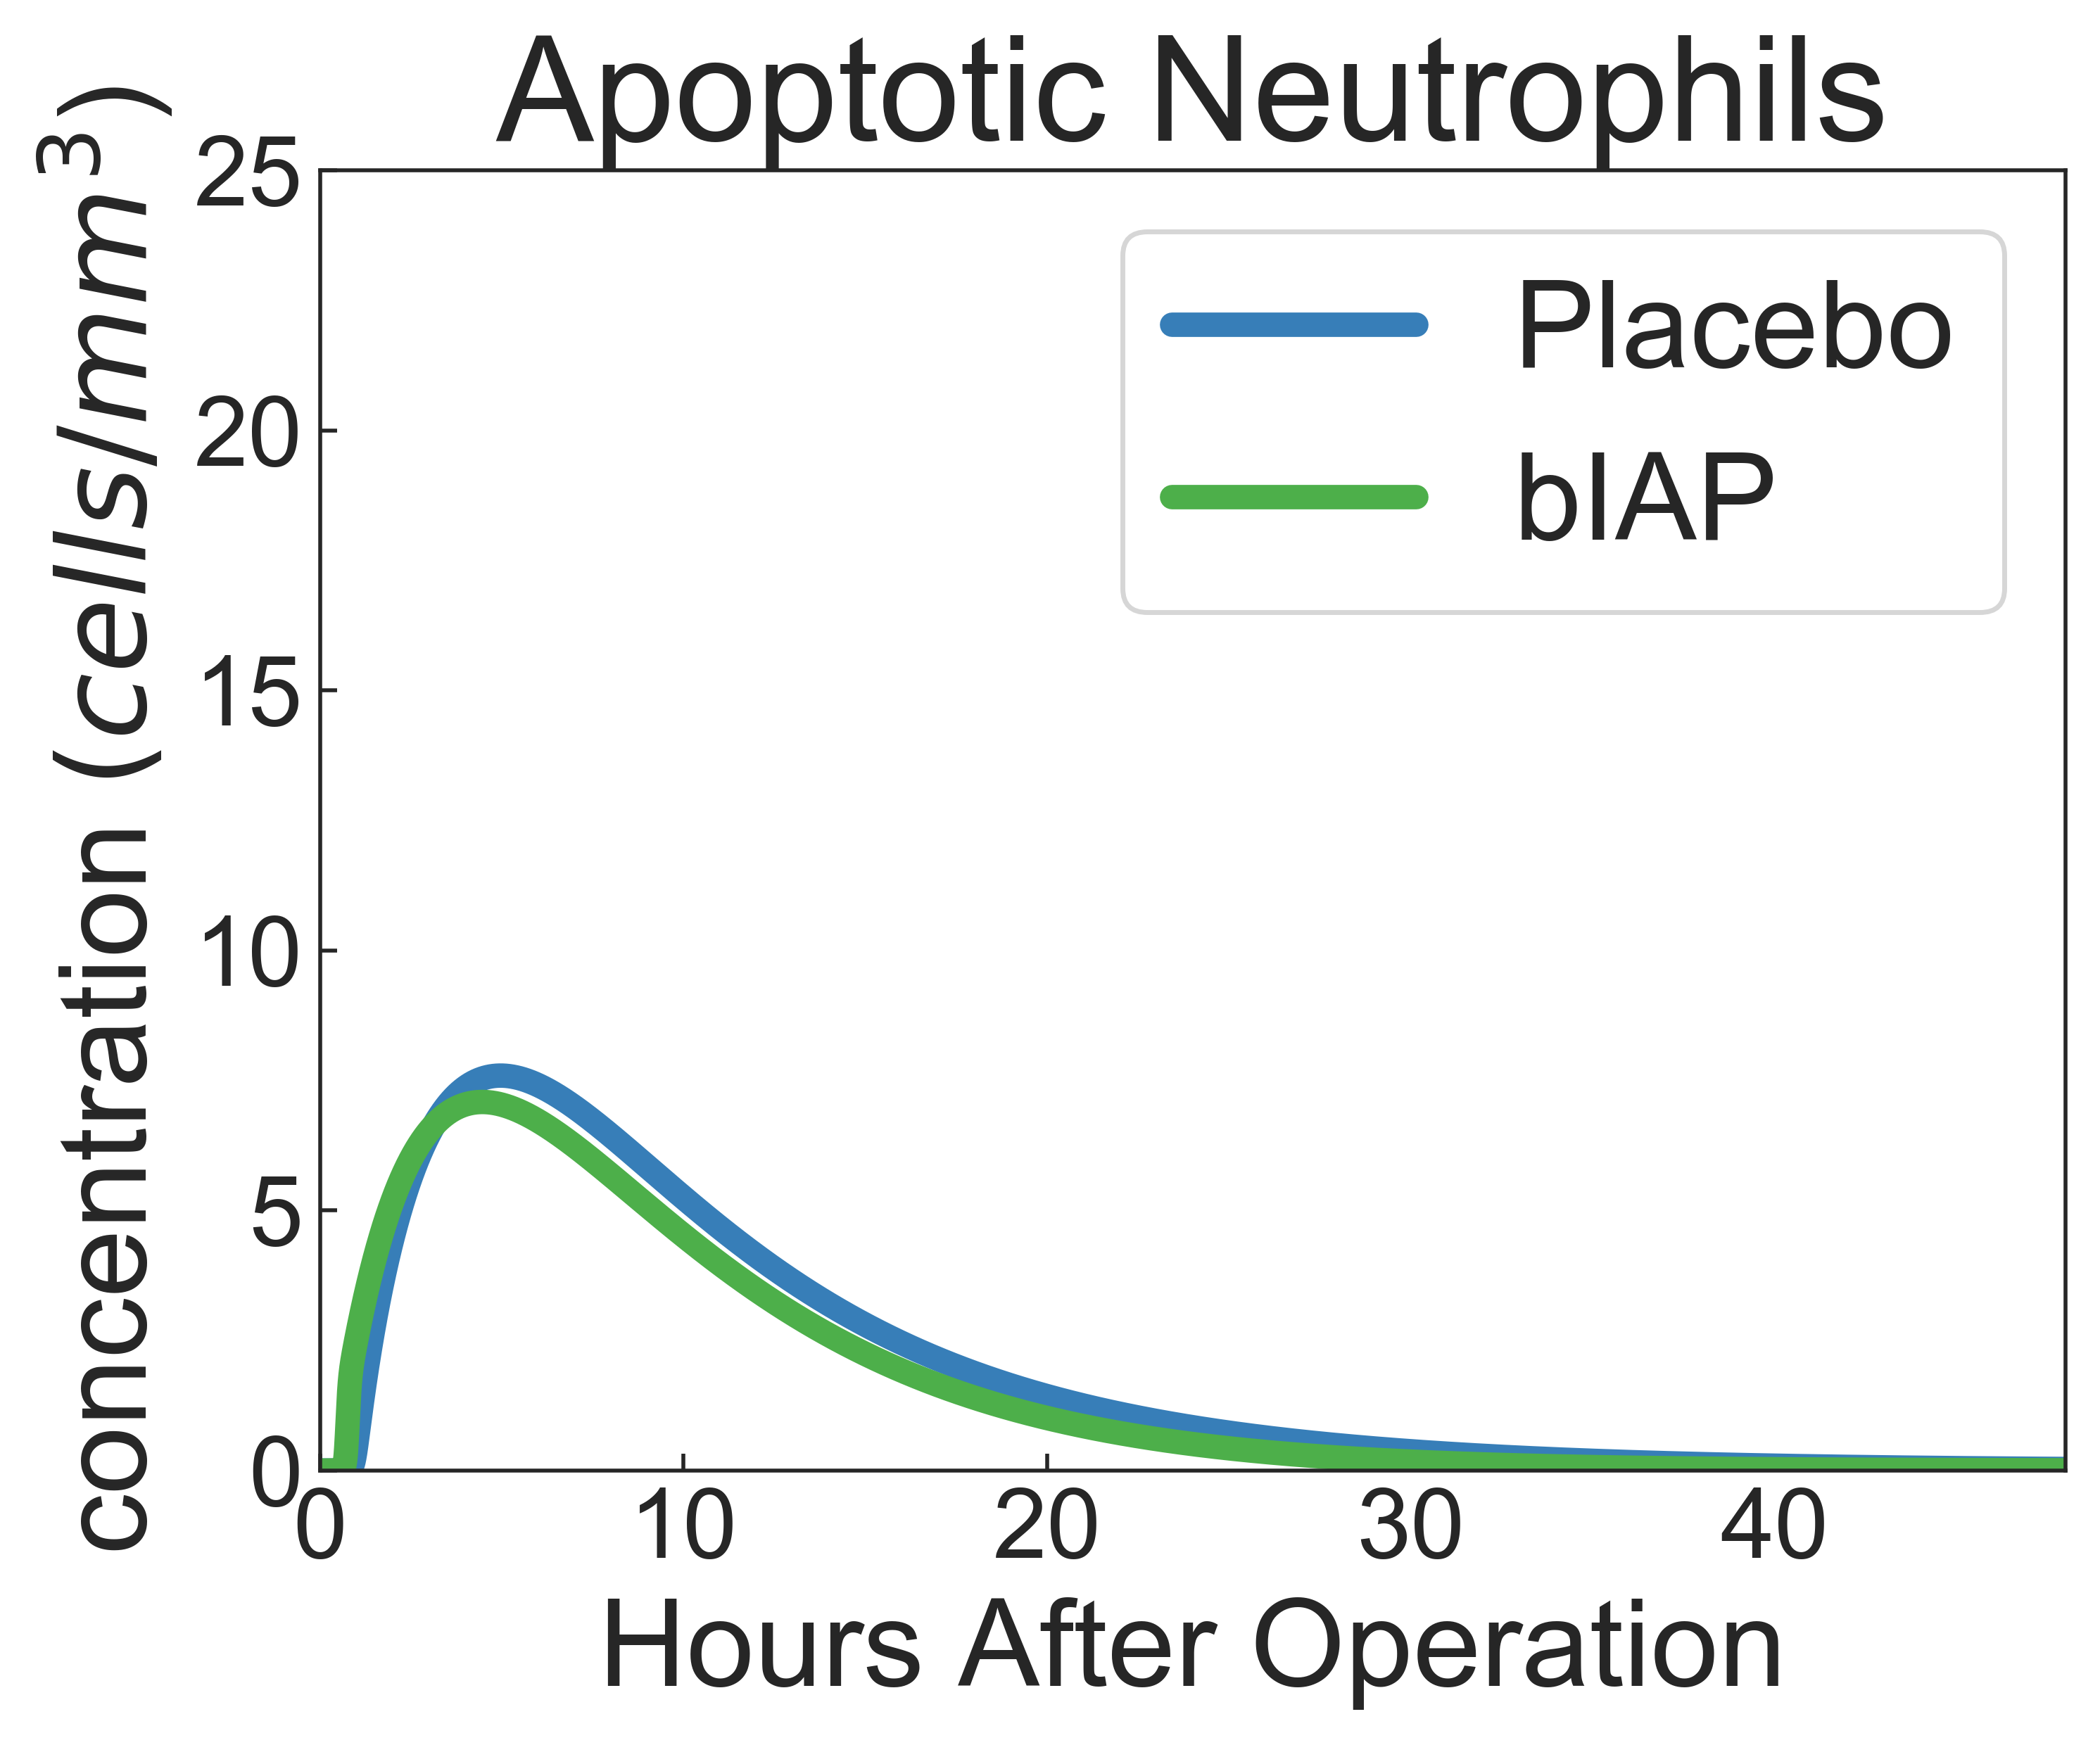 Apoptotic Neutrophils
concentration (cells/mm³)
25
20
15
10
5
0
Placebo
bIAP
0 10 20 30 40
Hours After Operation